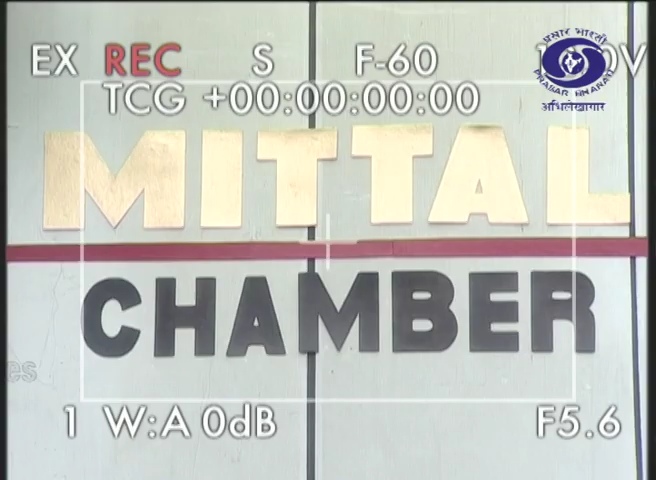 EX REC S F-60
TCG +00:00:00:00
प्रसार भारती
PRASAR BHARATI
अभिलेखागार
MITTAL
CHAMBER
es
1 W:A 0dB F5.6